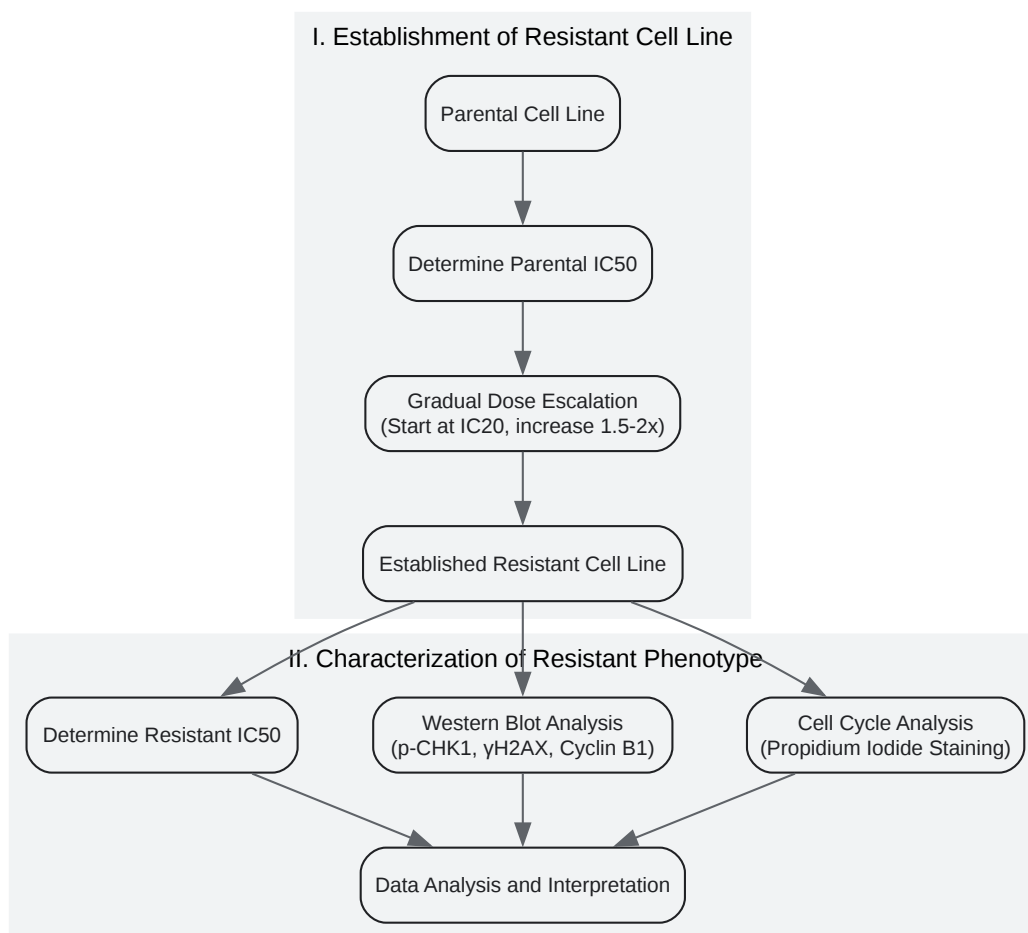 I. Establishment of Resistant Cell Line
Parental Cell Line
Determine Parental IC50
Gradual Dose Escalation
(Start at IC20, increase 1.5-2x)
Established Resistant Cell Line
II. Characterization of Resistant Phenotype
Determine Resistant IC50
Western Blot Analysis
(p-CHK1, γH2AX, Cyclin B1)
Cell Cycle Analysis
(Propidium Iodide Staining)
Data Analysis and Interpretation